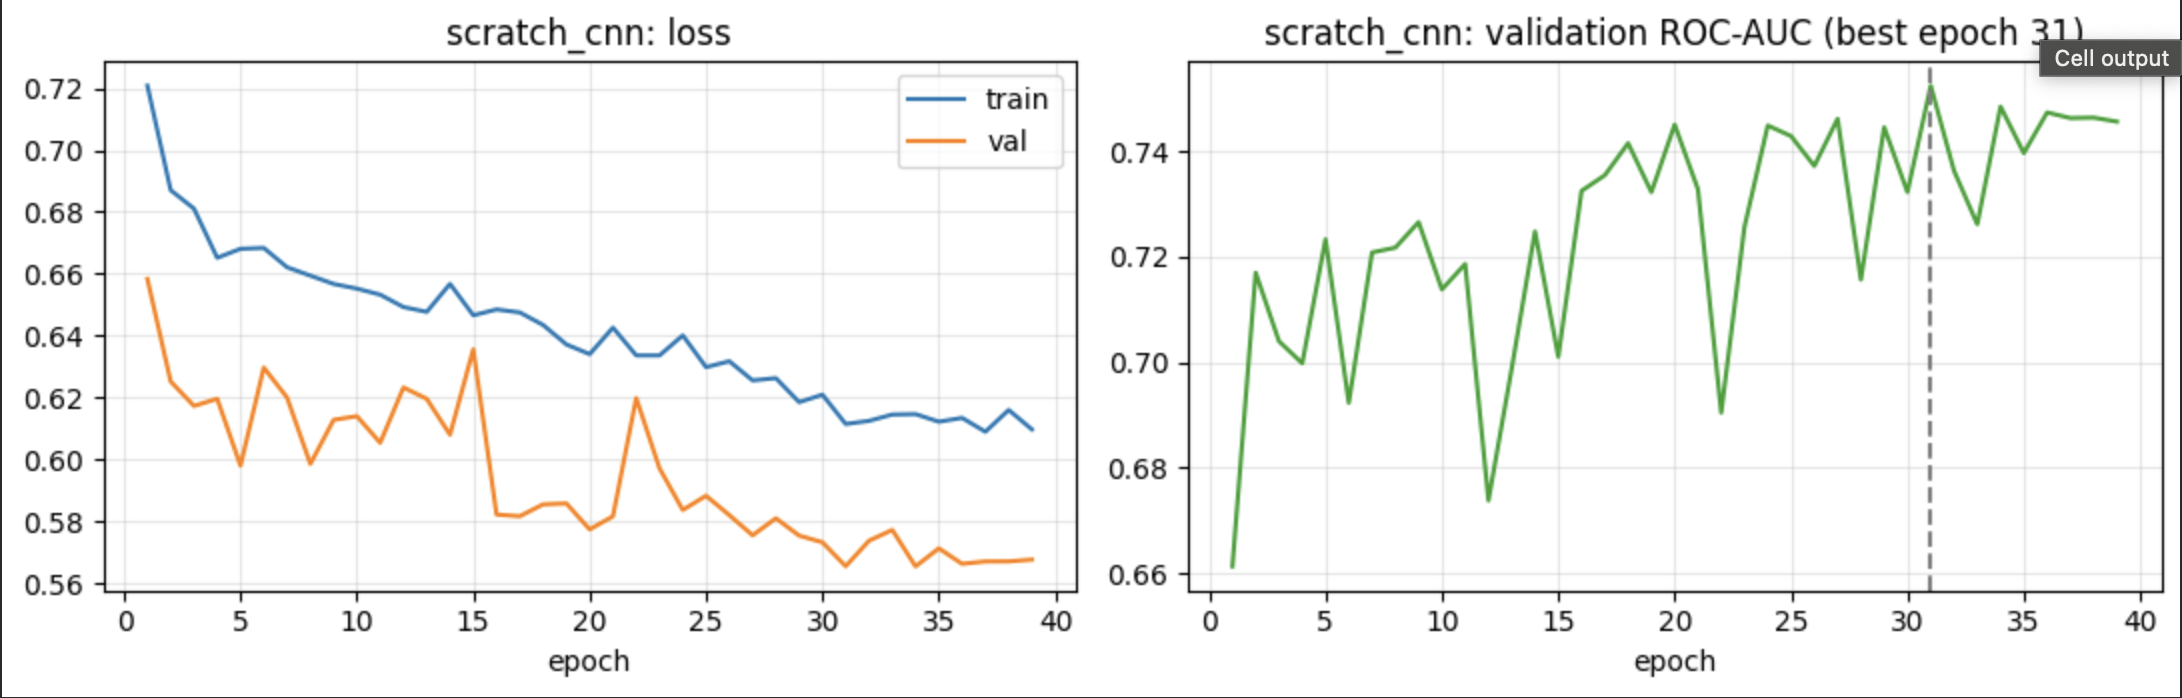 scratch_cnn: loss
0.72
0.70
0.68
0.66
0.64
0.62
0.60
0.58
0.56
train
val
0 5 10 15 20 25 30 35 40
epoch
scratch_cnn: validation ROC-AUC (best epoch 31)
Cell output
0.74
0.72
0.70
0.68
0.66
0 5 10 15 20 25 30 35 40
epoch